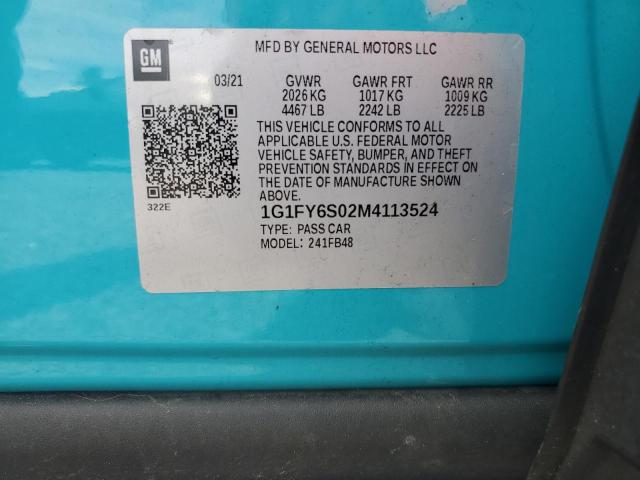 GM
MFD BY GENERAL MOTORS LLC
03/21 GVWR GAWR FRT GAWR RR
2026 KG 1017 KG 1009 KG
4467 LB 2242 LB 2225 LB
THIS VEHICLE CONFORMS TO ALL
APPLICABLE U.S. FEDERAL MOTOR
VEHICLE SAFETY, BUMPER, AND THEFT
PREVENTION STANDARDS IN EFFECT ON
THE DATE OF MANUFACTURE SHOWN
ABOVE.
322E
1G1FY6S02M4113524
TYPE: PASS CAR
MODEL: 241FB48